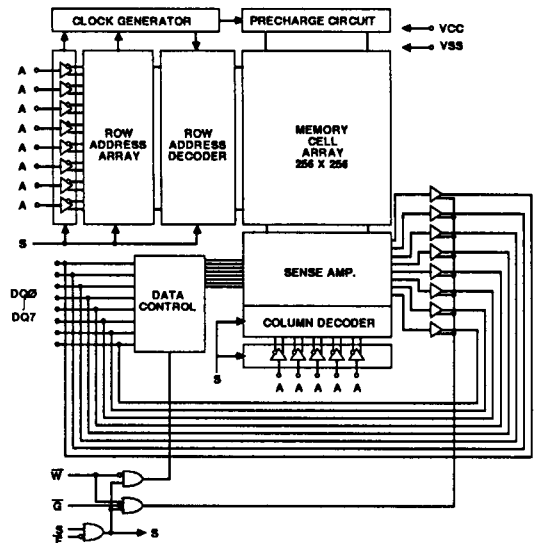 CLOCK GENERATOR
PRECHARGE CIRCUIT
VCC
VSS
A
A
A
A
A
A
A
A
ROW
ADDRESS
ARRAY
ROW
ADDRESS
DECODER
MEMORY
CELL
ARRAY
256 X 256
S
DATA
CONTROL
SENSE AMP.
DQØ
DQ7
COLUMN DECODER
S
A A A A A
W
G
S